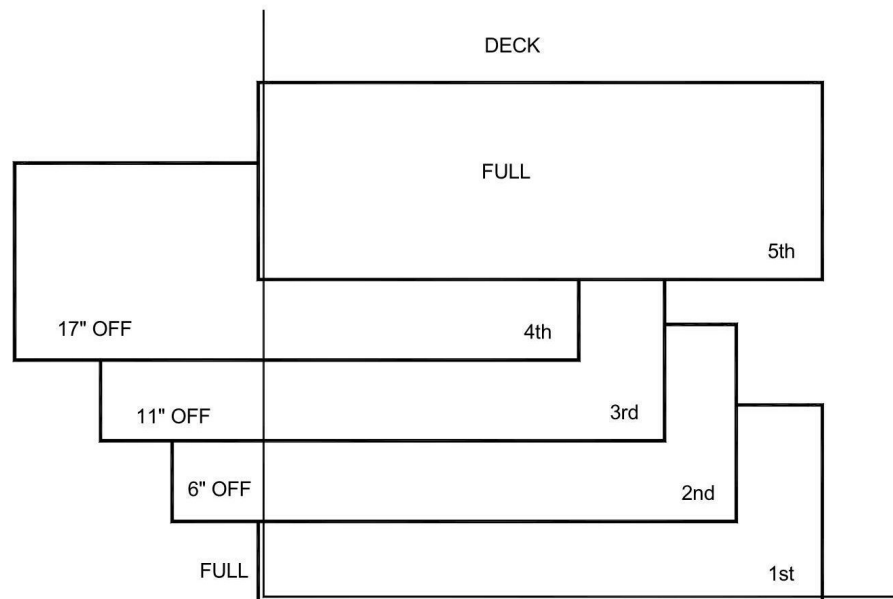 DECK
FULL
5th
17" OFF
4th
11" OFF
3rd
6" OFF
2nd
FULL
1st